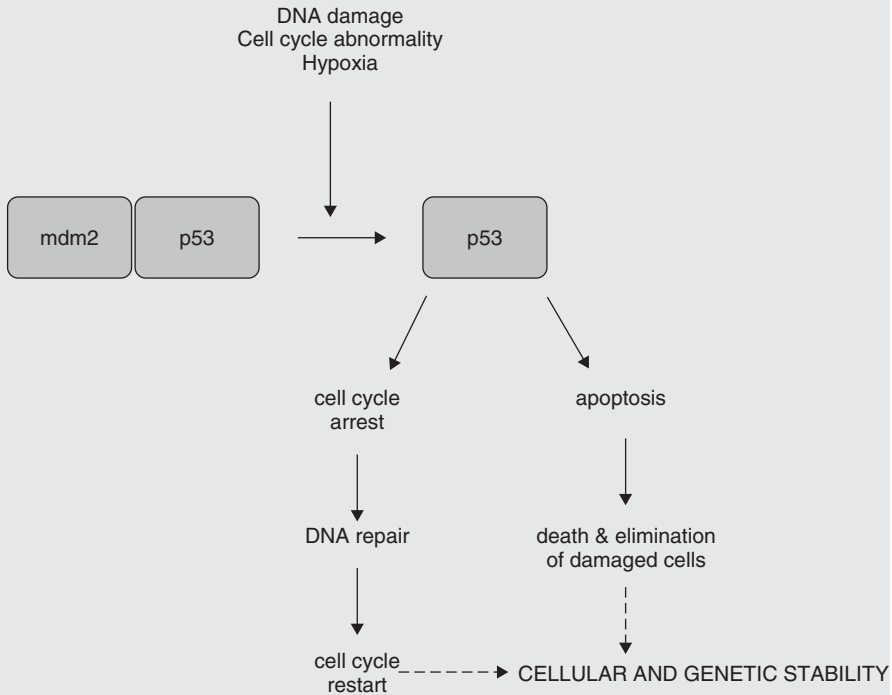 DNA damage
Cell cycle abnormality
Hypoxia
mdm2
p53
p53
cell cycle
arrest
apoptosis
DNA repair
death & elimination
of damaged cells
cell cycle
restart
CELLULAR AND GENETIC STABILITY